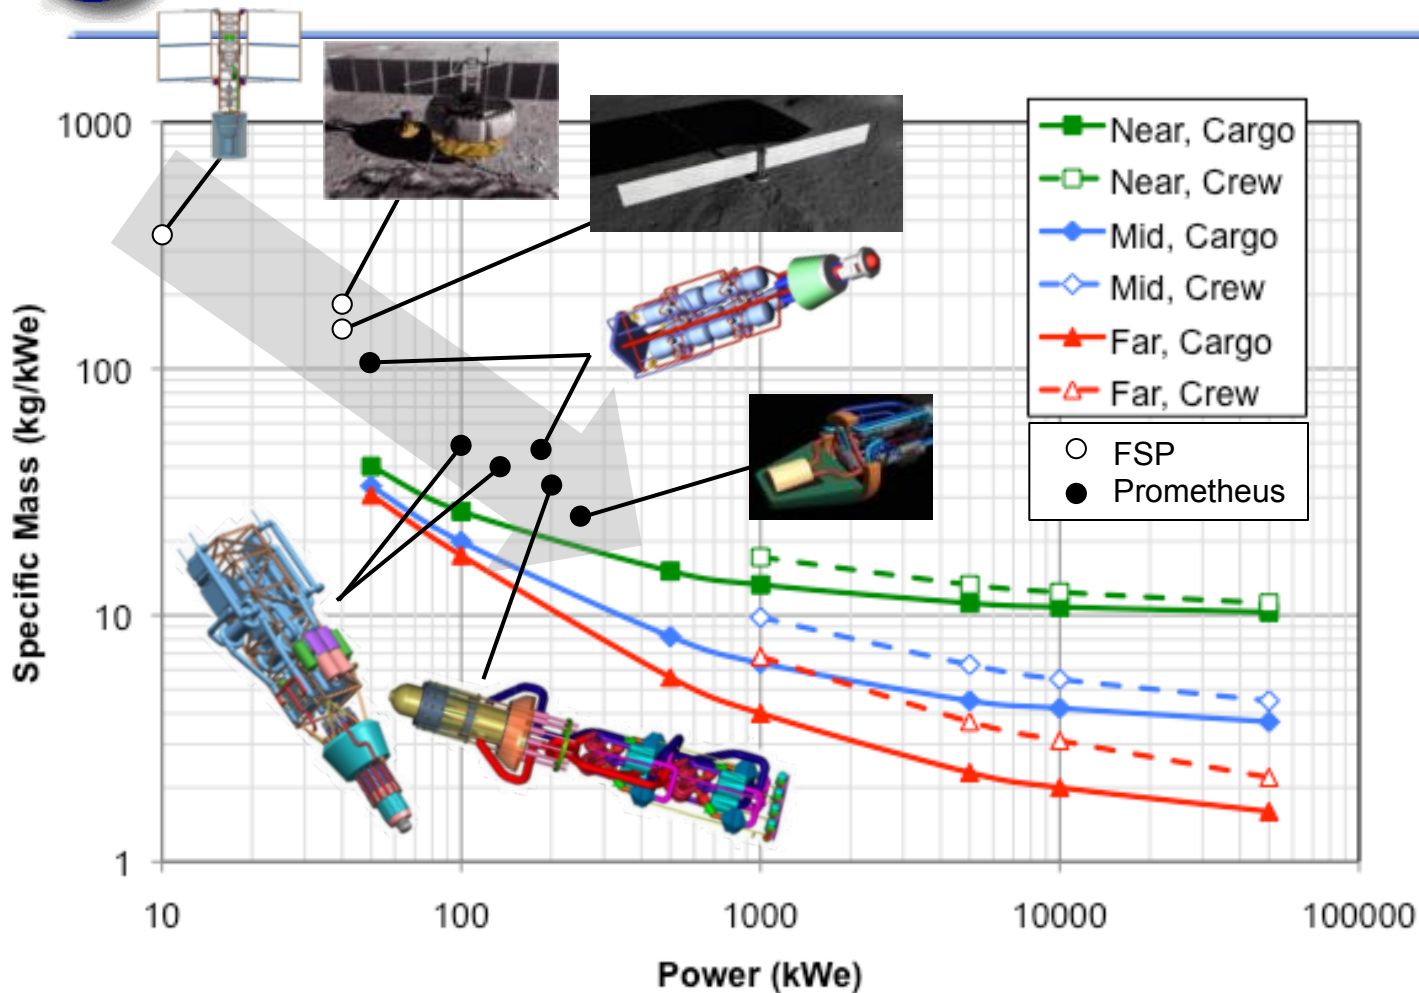 1000
100
10
1
Specific Mass (kg/kWe)
10
100
1000
10000
100000
Power (kWe)
Near, Cargo
Near, Crew
Mid, Cargo
Mid, Crew
Far, Cargo
Far, Crew
FSP
Prometheus